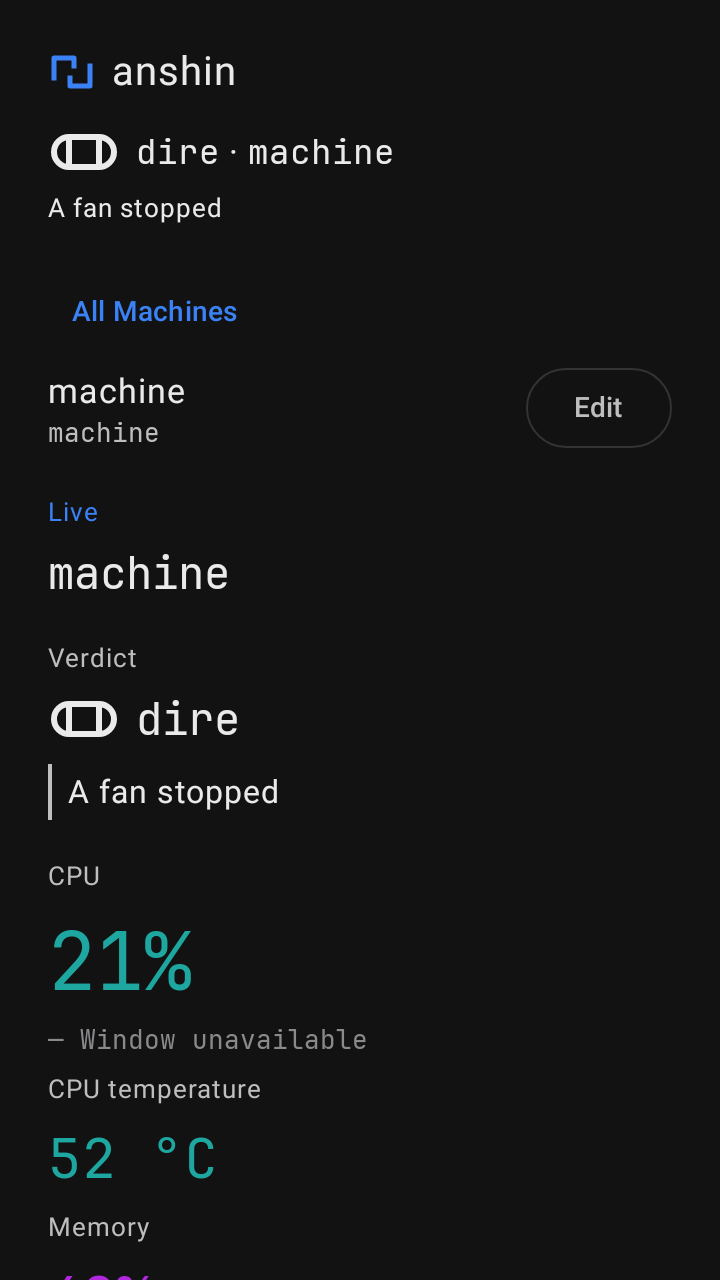 anshin
dire · machine
A fan stopped
All Machines
machine
Edit
machine
Live
machine
Verdict
dire
A fan stopped
CPU
21%
— Window unavailable
CPU temperature
52 °C
Memory